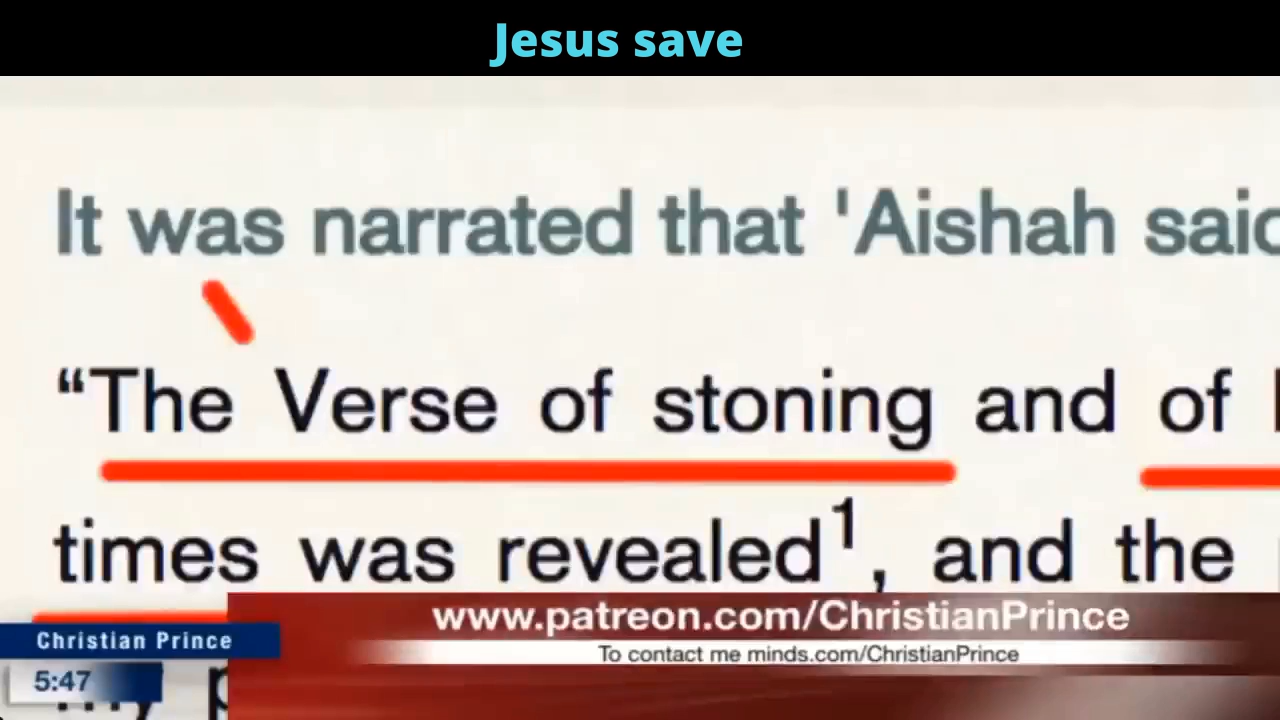 Jesus save
It was narrated that 'Aishah said
“The Verse of stoning and of
times was revealed1, and the
www.patreon.com/ChristianPrince
Christian Prince
To contact me minds.com/ChristianPrince
5:47